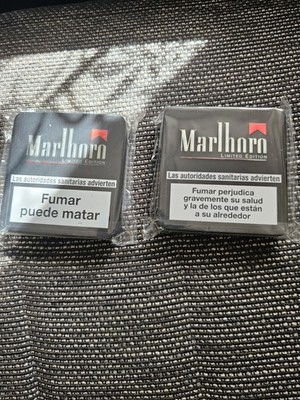 Marlboro
LIMITED EDITION
Las autoridades sanitarias advierten
Fumar
puede matar
Marlboro
LIMITED EDITION
Las autoridades sanitarias advierten
Fumar perjudica
gravemente su salud
y la de los que están
a su alrededor